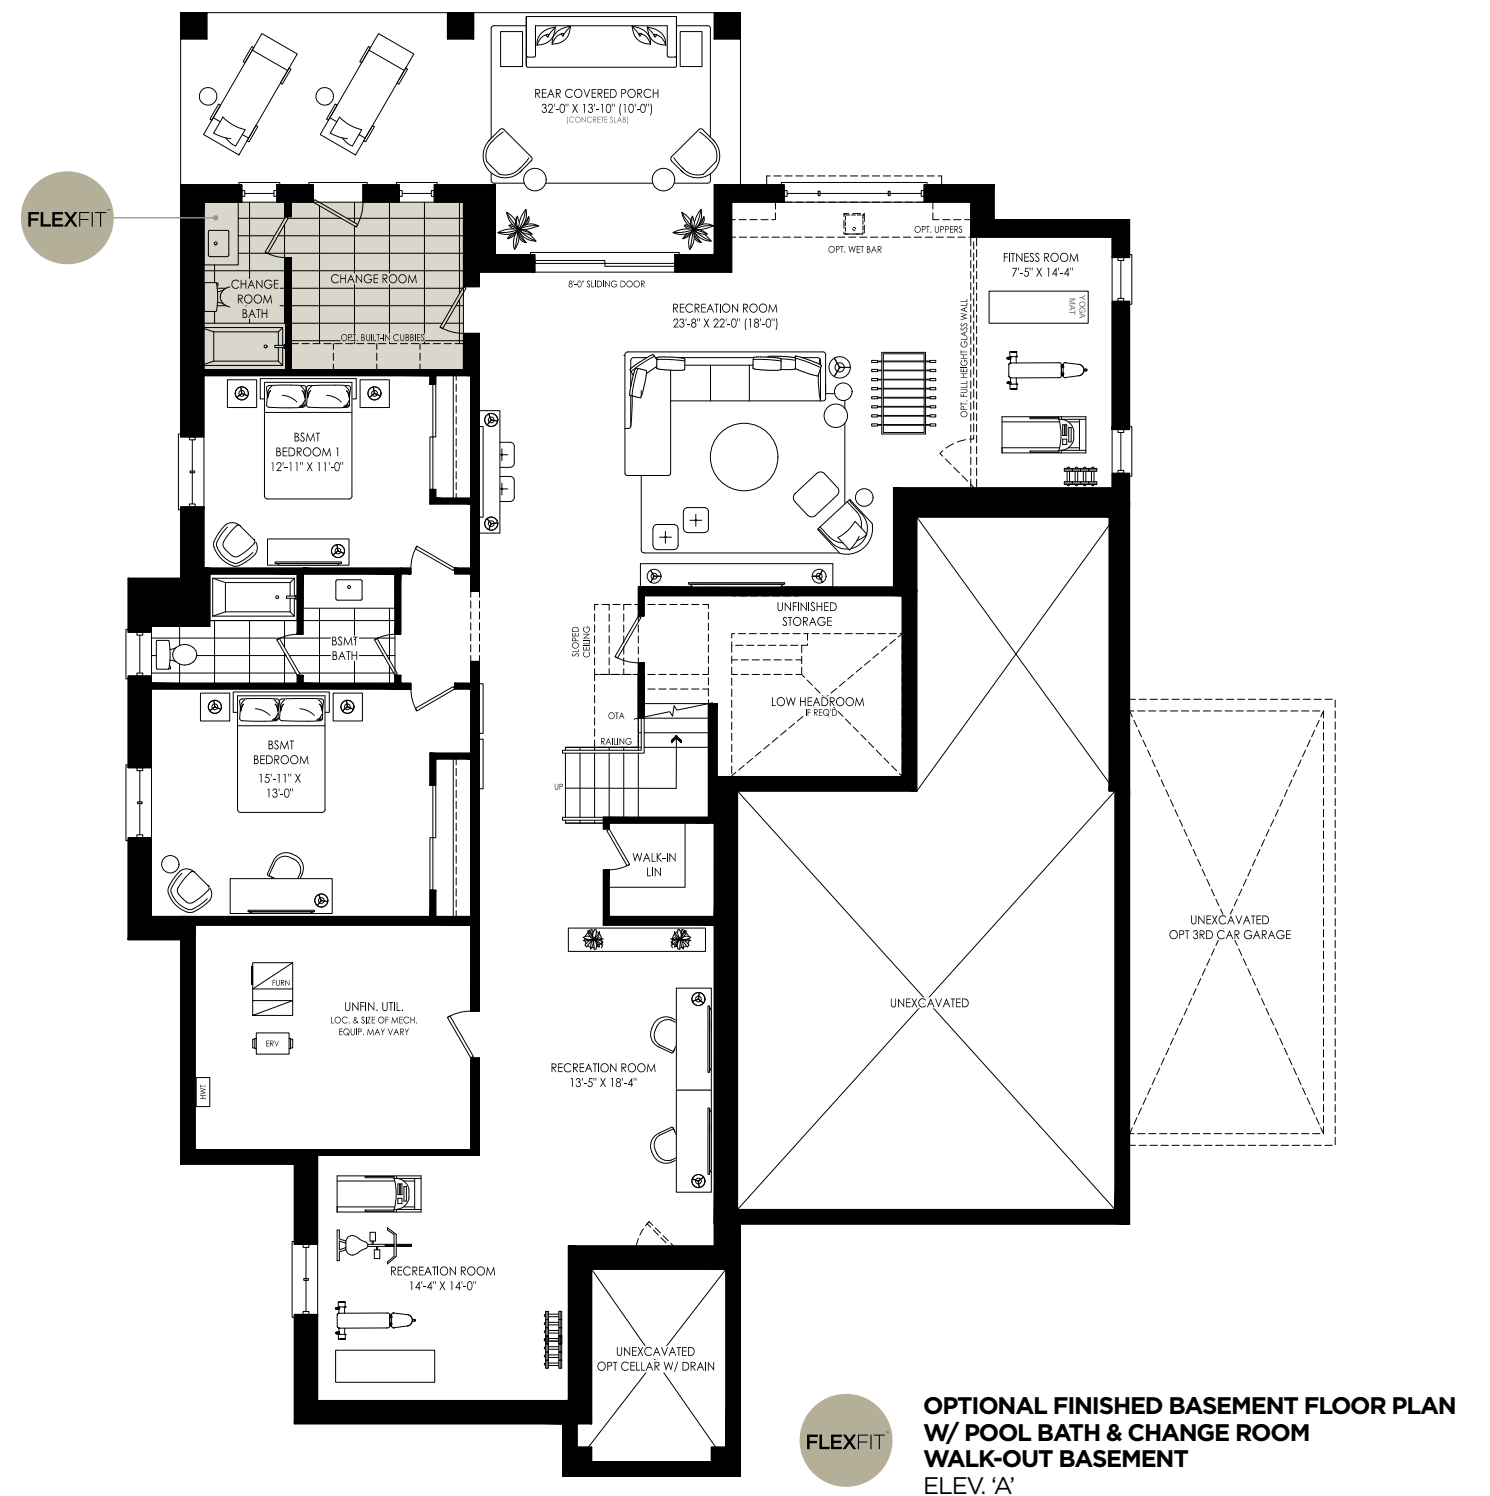 REAR COVERED PORCH
32'-0" X 13'-10" (10'-0")
(CONCRETE SLAB)
FLEXFIT™
CHANGE
ROOM
BATH
CHANGE ROOM
OPT. BUILT-IN CUBBIES
8'-0" SLIDING DOOR
OPT. UPPERS
OPT. WET BAR
FITNESS ROOM
7'-5" X 14'-4"
YOGA
MAT
RECREATION ROOM
23'-8" X 22'-0" (18'-0")
OPT. FULL HEIGHT GLASS WALL
BSMT
BEDROOM 1
12'-11" X 11'-0"
BSMT
BATH
SLOPED
CEILING
UNFINISHED
STORAGE
LOW HEADROOM
IF REQ'D
OTA
RAILING
UP
BSMT
BEDROOM
15'-11" X
13'-0"
WALK-IN
LIN
UNEXCAVATED
OPT 3RD CAR GARAGE
UNEXCAVATED
FURN
ERV
HWT
UNFIN. UTIL.
LOC. & SIZE OF MECH.
EQUIP. MAY VARY
RECREATION ROOM
13'-5" X 18'-4"
RECREATION ROOM
14'-4" X 14'-0"
UNEXCAVATED
OPT CELLAR W/ DRAIN
FLEXFIT™
OPTIONAL FINISHED BASEMENT FLOOR PLAN
W/ POOL BATH & CHANGE ROOM
WALK-OUT BASEMENT
ELEV. ‘A’